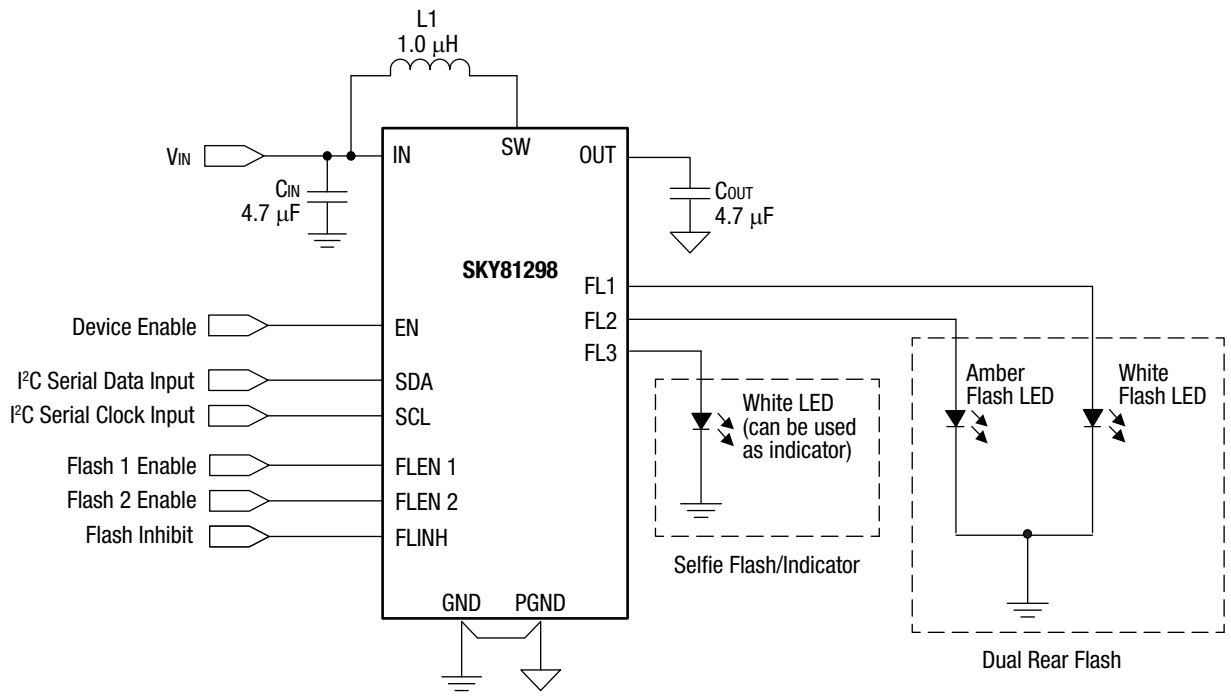 L1
1.0 μH
VIN
IN
SW
OUT
CIN
4.7 μF
COUT
4.7 μF
SKY81298
FL1
FL2
FL3
Device Enable
EN
I²C Serial Data Input
SDA
I²C Serial Clock Input
SCL
Flash 1 Enable
FLEN 1
Flash 2 Enable
FLEN 2
Flash Inhibit
FLINH
GND
PGND
White LED
(can be used
as indicator)
Selfie Flash/Indicator
Amber
Flash LED
White
Flash LED
Dual Rear Flash